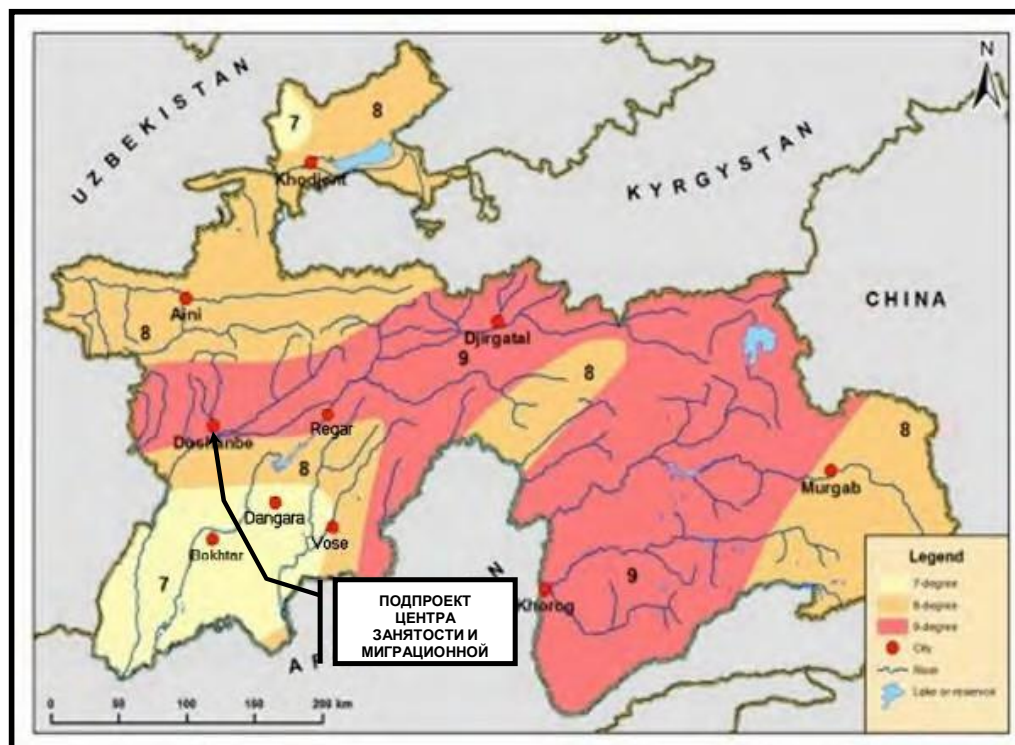 N
UZBEKISTAN
KYRGYSTAN
CHINA
7
8
Khodjent
Aini
8
Djirgatal
9
8
Dushanbe
Regar
8
8
Murgab
Dangara
Bokhtar
Vose
7
9
Khorog
ПОДПРОЕКТ
ЦЕНТРА
ЗАНЯТОСТИ И
МИГРАЦИОННОЙ
Legend
7-degree
8-degree
9-degree
City
River
Lake or reservoir
0 50 100 150 200 km